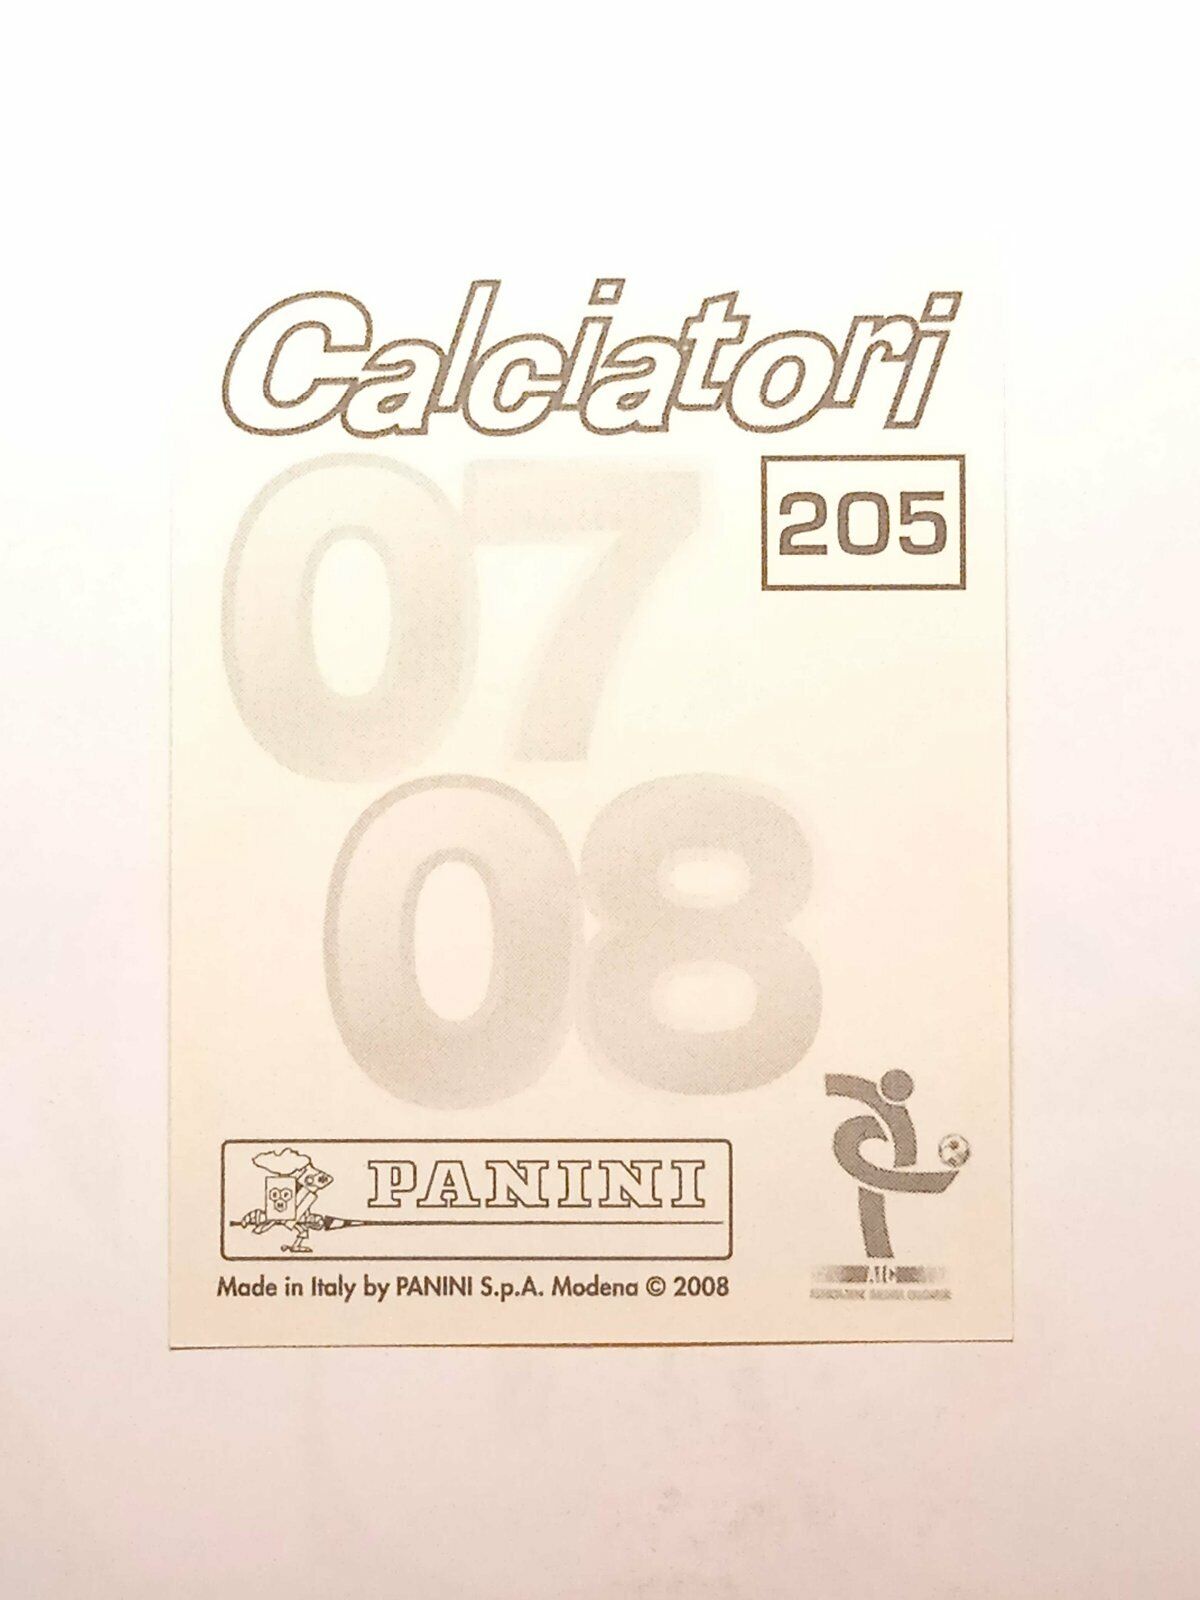 Calciatori
07
205
08
PANINI
Made in Italy by PANINI S.p.A. Modena © 2008